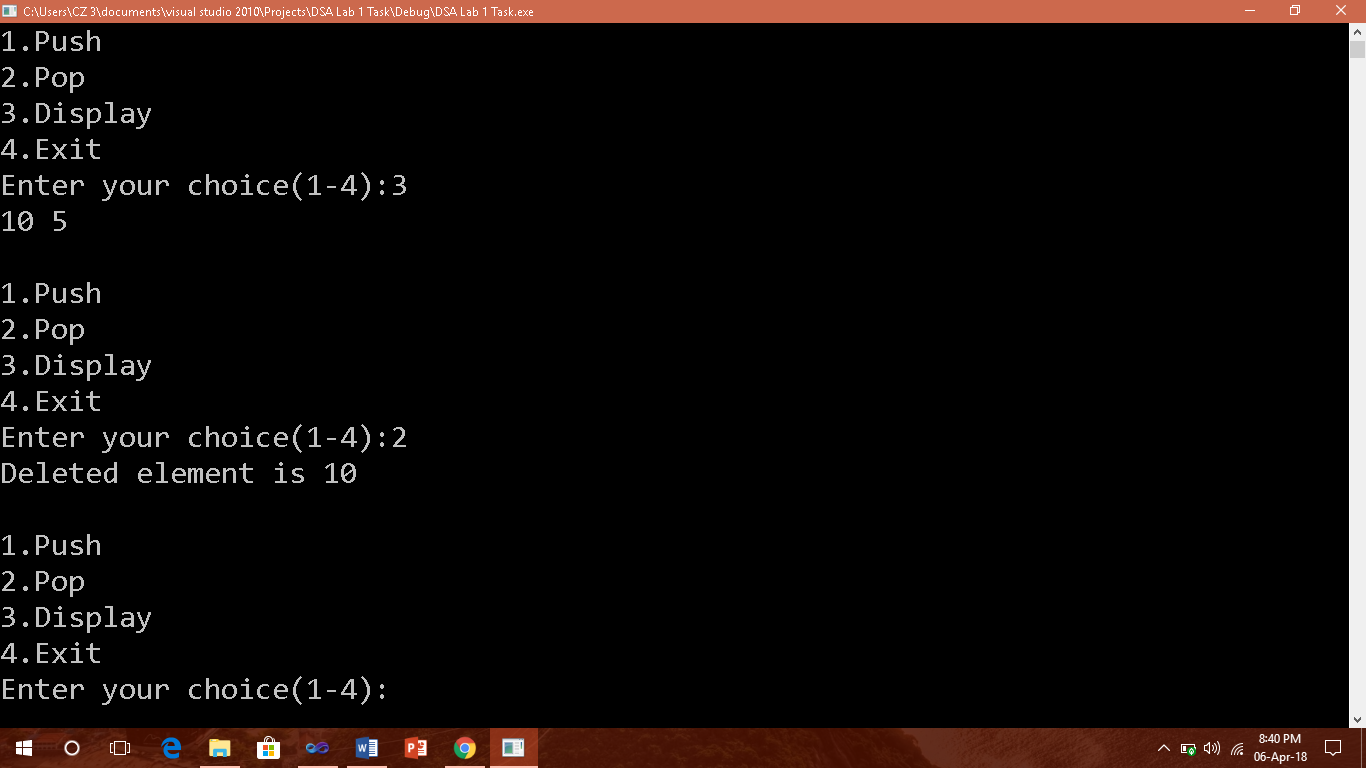 C:\Users\CZ 3\documents\visual studio 2010\Projects\DSA Lab 1 Task\Debug\DSA Lab 1 Task.exe
1.Push
2.Pop
3.Display
4.Exit
Enter your choice(1-4):3
10 5
1.Push
2.Pop
3.Display
4.Exit
Enter your choice(1-4):2
Deleted element is 10
1.Push
2.Pop
3.Display
4.Exit
Enter your choice(1-4):
8:40 PM
06-Apr-18